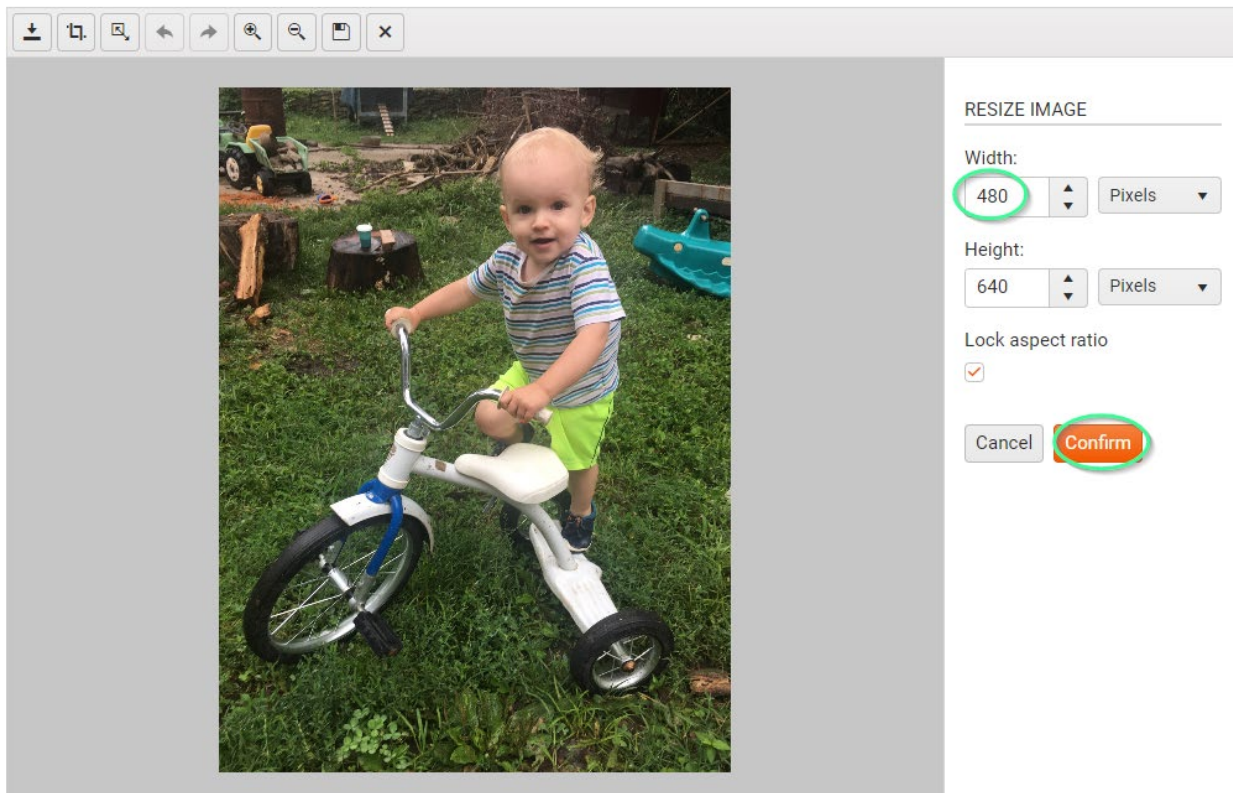 RESIZE IMAGE
Width:
480 Pixels
Height:
640 Pixels
Lock aspect ratio
Cancel Confirm